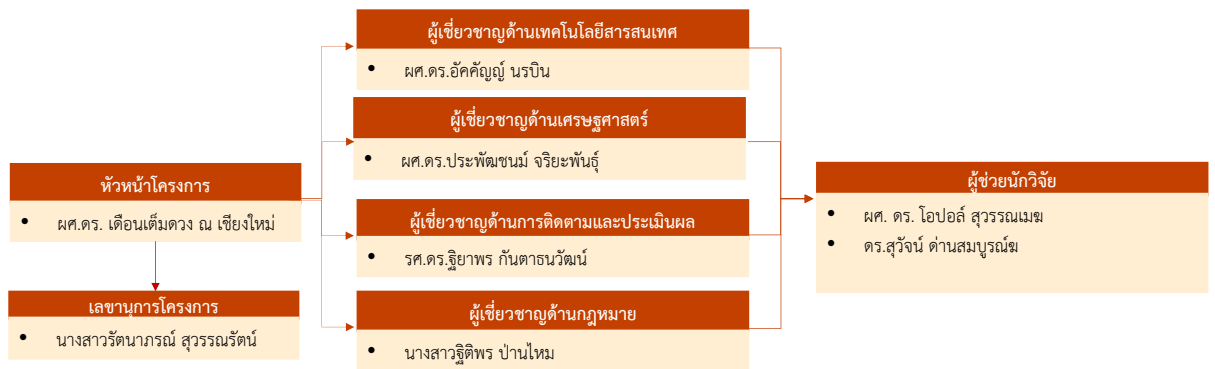 ผู้เชี่ยวชาญด้านเทคโนโลยีสารสนเทศ
• ผศ.ดร.อัคคัญญ์ นรบิน
ผู้เชี่ยวชาญด้านเศรษฐศาสตร์
• ผศ.ดร.ประพัฒชนม์ จริยะพันธุ์
หัวหน้าโครงการ
• ผศ.ดร. เดือนเต็มดวง ณ เชียงใหม่
ผู้เชี่ยวชาญด้านการติดตามและประเมินผล
• รศ.ดร.ฐิยาพร กันตาธนวัฒน์
เลขานุการโครงการ
• นางสาวรัตนาภรณ์ สุวรรณรัตน์
ผู้เชี่ยวชาญด้านกฎหมาย
• นางสาวฐิติพร ป่านไหม
ผู้ช่วยนักวิจัย
• ผศ. ดร. โอปอล์ สุวรรณเมฆ
• ดร.สุวัจน์ ด่านสมบูรณ์ฆ